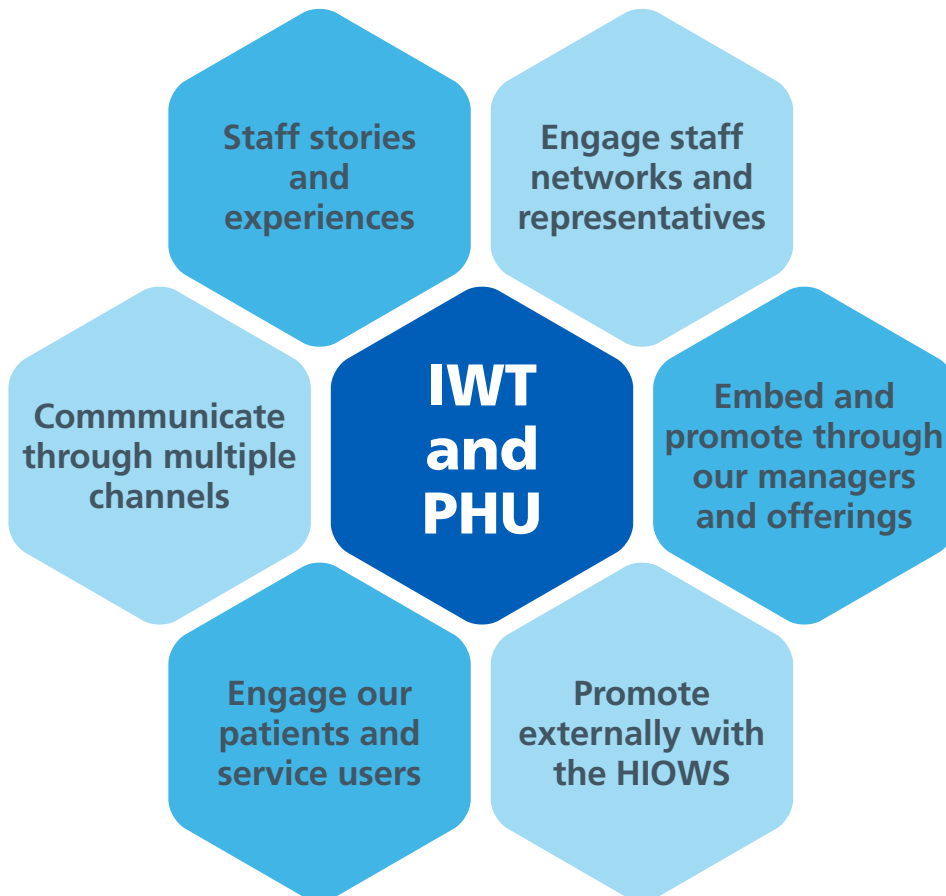 Staff stories
and
experiences
Engage staff
networks and
representatives
Commmunicate
through multiple
channels
IWT
and
PHU
Embed and
promote through
our managers
and offerings
Engage our
patients and
service users
Promote
externally with
the HIOWS